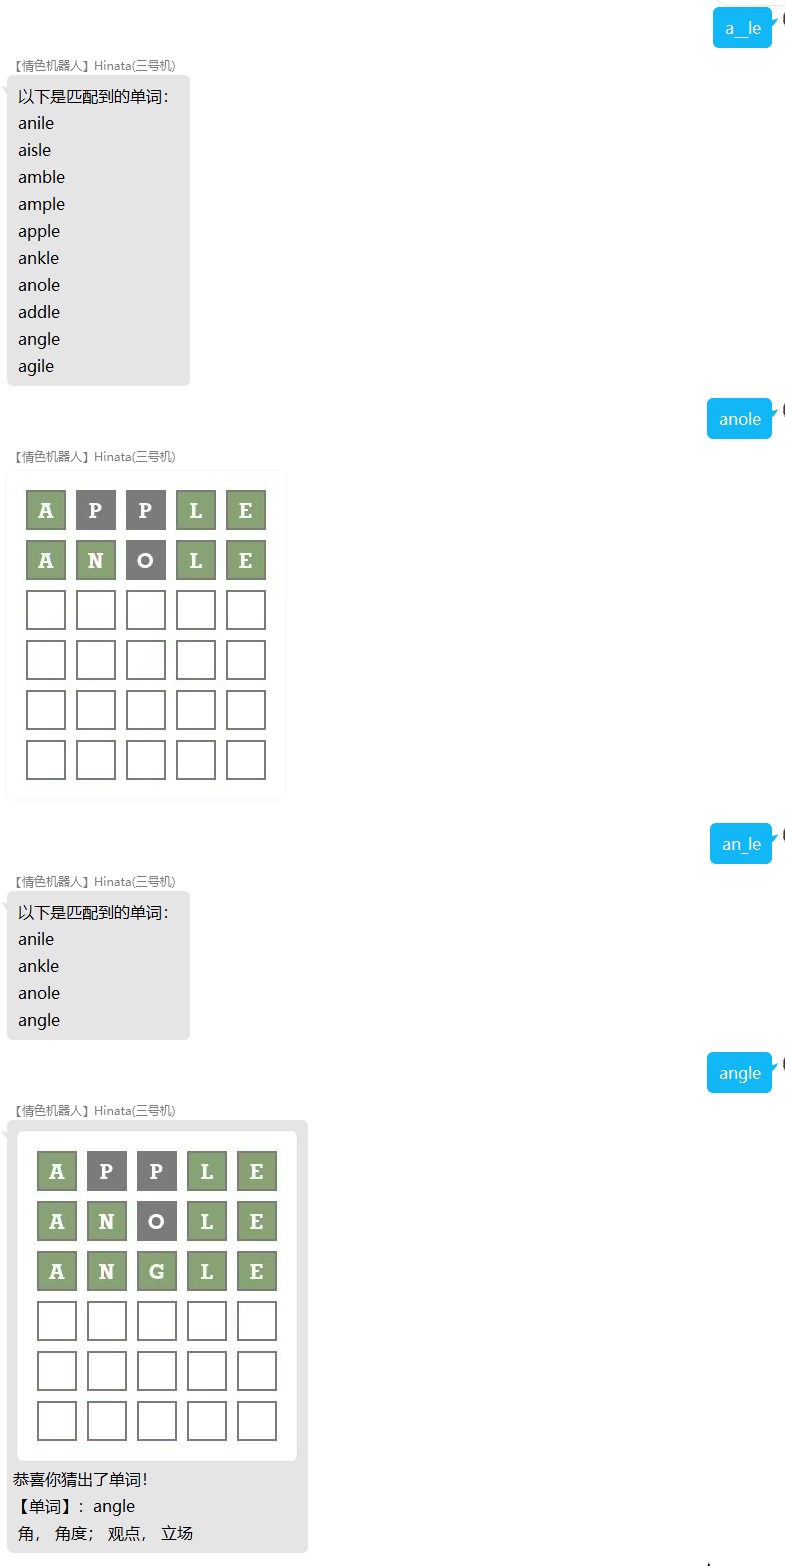 a__le
【情色机器人】Hinata(三号机)
以下是匹配到的单词：
anile
aisle
amble
ample
apple
ankle
anole
addle
angle
agile
anole
【情色机器人】Hinata(三号机)
A P P L E
A N O L E
an_le
【情色机器人】Hinata(三号机)
以下是匹配到的单词：
anile
ankle
anole
angle
angle
【情色机器人】Hinata(三号机)
A P P L E
A N O L E
A N G L E
恭喜你猜出了单词！
【单词】：angle
角， 角度； 观点， 立场